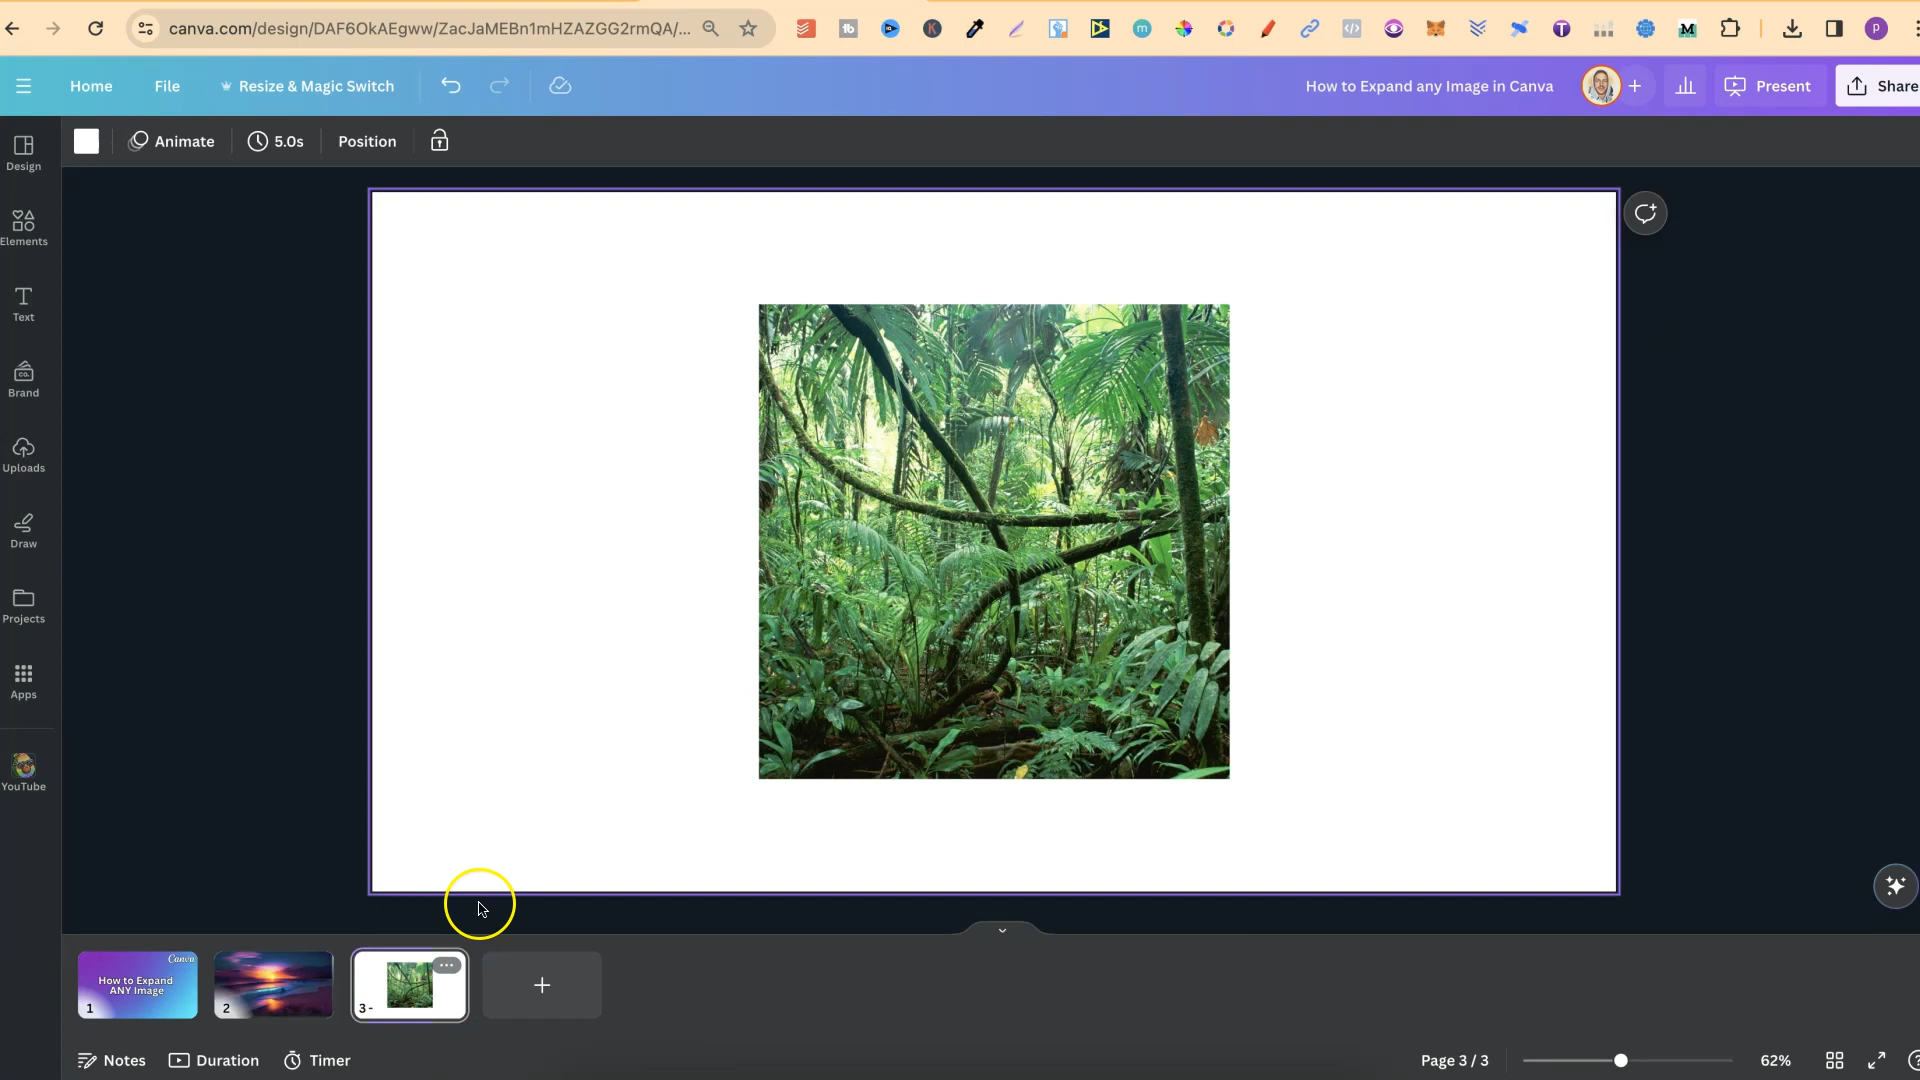 canva.com/design/DAF6OkAEgww/ZacJaMEBn1mHZAZGG2rmQA/...
Home
File
Resize & Magic Switch
How to Expand any Image in Canva
Present
Share
Animate
5.0s
Position
Design
Elements
Text
Brand
Uploads
Draw
Projects
Apps
YouTube
Canva
How to Expand
ANY Image
1
2
3 -
Notes
Duration
Timer
Page 3 / 3
62%